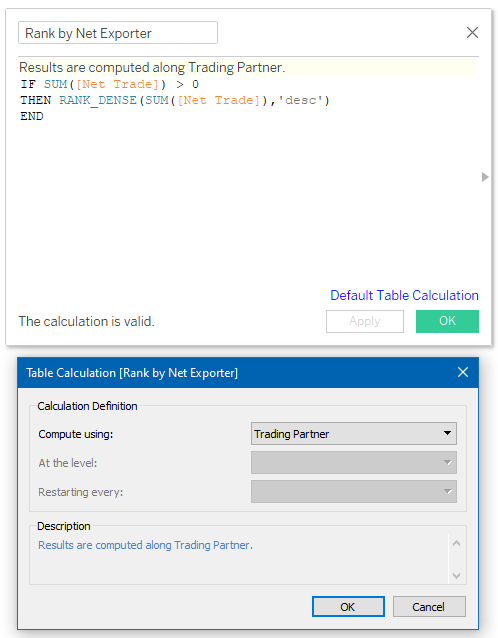 Rank by Net Exporter
Results are computed along Trading Partner.
IF SUM([Net Trade]) > 0
THEN RANK_DENSE(SUM([Net Trade]),'desc')
END
Default Table Calculation
The calculation is valid.
Apply
OK
Table Calculation [Rank by Net Exporter]
Calculation Definition
Compute using:
Trading Partner
At the level:
Restarting every:
Description
Results are computed along Trading Partner.
OK
Cancel